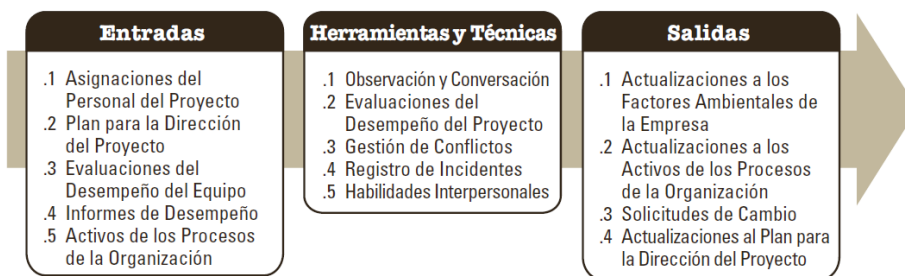 Entradas
.1 Asignaciones del
Personal del Proyecto
.2 Plan para la Dirección
del Proyecto
.3 Evaluaciones del
Desempeño del Equipo
.4 Informes de Desempeño
.5 Activos de los Procesos
de la Organización
Herramientas y Técnicas
.1 Observación y Conversación
.2 Evaluaciones del
Desempeño del Proyecto
.3 Gestión de Conflictos
.4 Registro de Incidentes
.5 Habilidades Interpersonales
Salidas
.1 Actualizaciones a los
Factores Ambientales de
la Empresa
.2 Actualizaciones a los
Activos de los Procesos
de la Organización
.3 Solicitudes de Cambio
.4 Actualizaciones al Plan para
la Dirección del Proyecto